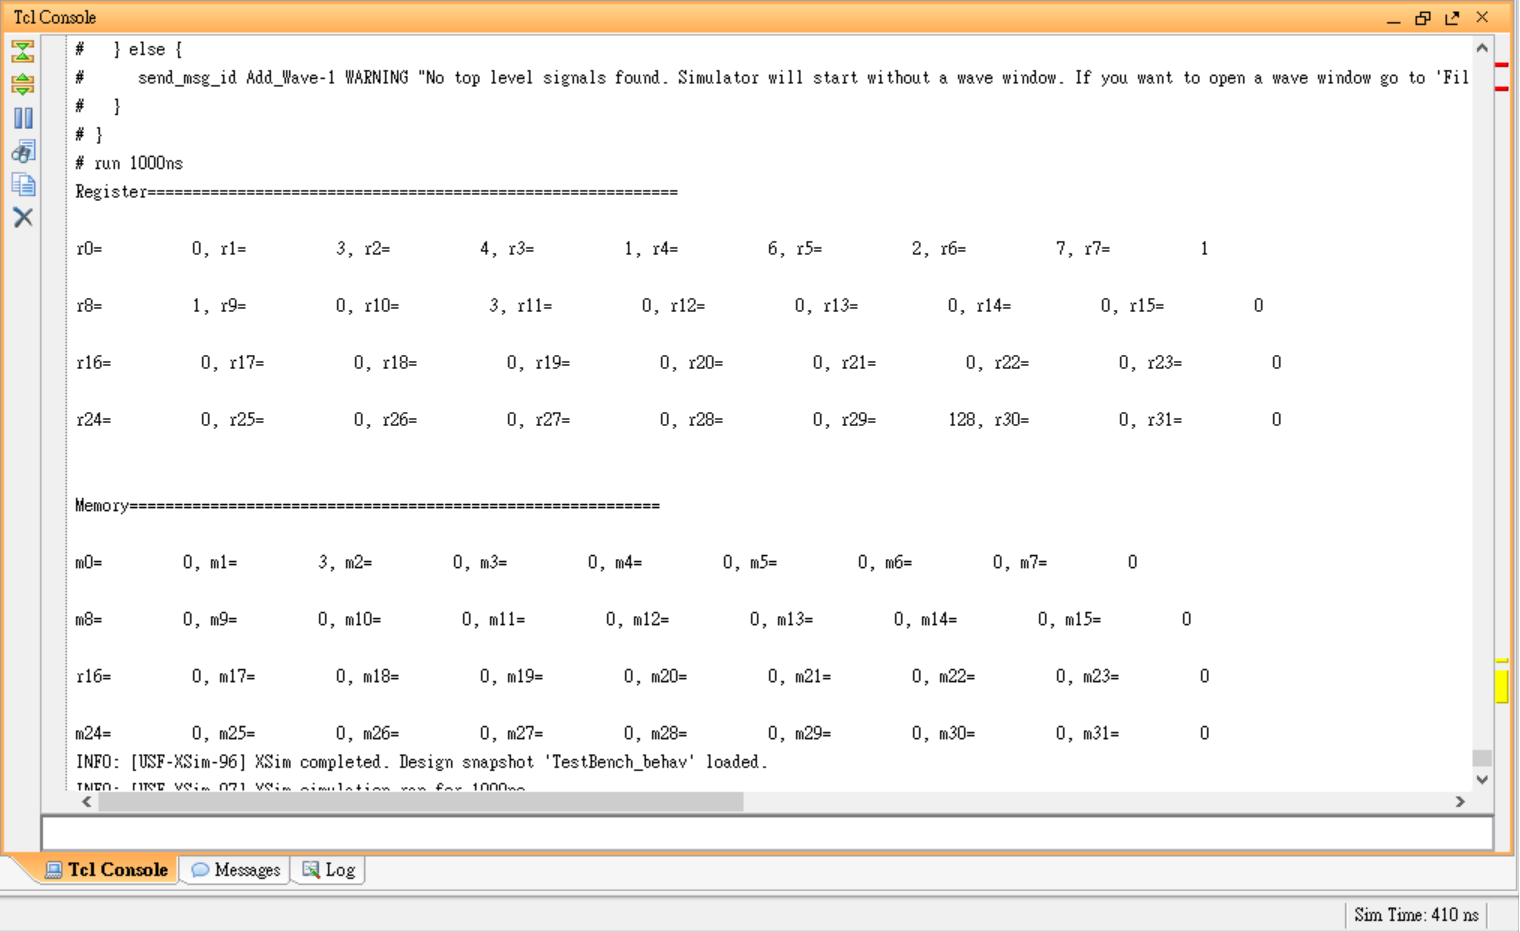 Tcl Console
# } else {
# send_msg_id Add_Wave-1 WARNING "No top level signals found. Simulator will start without a wave window. If you want to open a wave window go to 'Fil
# }
# }
# run 1000ns
Register===========================================================
r0= 0, r1= 3, r2= 4, r3= 1, r4= 6, r5= 2, r6= 7, r7= 1
r8= 1, r9= 0, r10= 3, r11= 0, r12= 0, r13= 0, r14= 0, r15= 0
r16= 0, r17= 0, r18= 0, r19= 0, r20= 0, r21= 0, r22= 0, r23= 0
r24= 0, r25= 0, r26= 0, r27= 0, r28= 0, r29= 128, r30= 0, r31= 0
Memory===========================================================
m0= 0, m1= 3, m2= 0, m3= 0, m4= 0, m5= 0, m6= 0, m7= 0
m8= 0, m9= 0, m10= 0, m11= 0, m12= 0, m13= 0, m14= 0, m15= 0
r16= 0, m17= 0, m18= 0, m19= 0, m20= 0, m21= 0, m22= 0, m23= 0
m24= 0, m25= 0, m26= 0, m27= 0, m28= 0, m29= 0, m30= 0, m31= 0
INFO: [USF-XSim-96] XSim completed. Design snapshot 'TestBench_behav' loaded.
INFO: [USF-XSim-97] XSim simulation ran for 1000ns
Tcl Console Messages Log
Sim Time: 410 ns